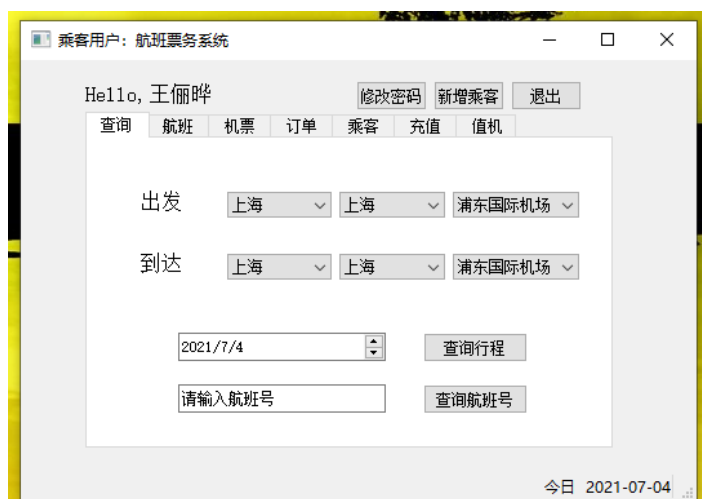 乘客用户: 航班票务系统
Hello, 王俪晔 修改密码 新增乘客 退出
查询 航班 机票 订单 乘客 充值 值机
出发 上海 上海 浦东国际机场
到达 上海 上海 浦东国际机场
2021/7/4 查询行程
请输入航班号 查询航班号
今日 2021-07-04